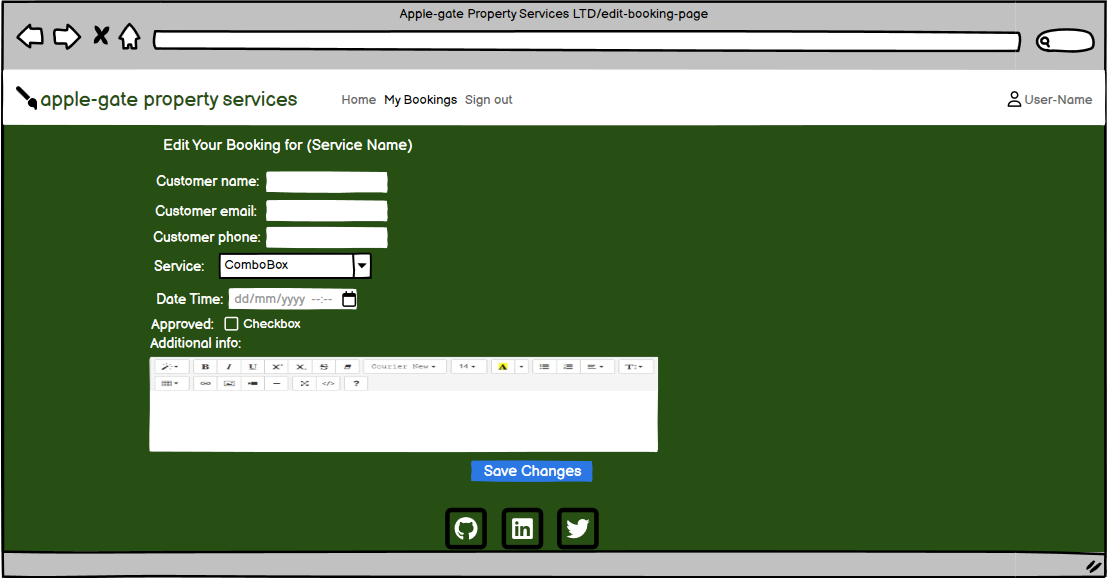 Apple-gate Property Services LTD/edit-booking-page
apple-gate property services
Home My Bookings Sign out
User-Name
Edit Your Booking for (Service Name)
Customer name:
Customer email:
Customer phone:
Service: ComboBox
Date Time: dd/mm/yyyy --:--
Approved: Checkbox
Additional info:
B I U X X S Courier New 14 A T
</> ?
Save Changes
in